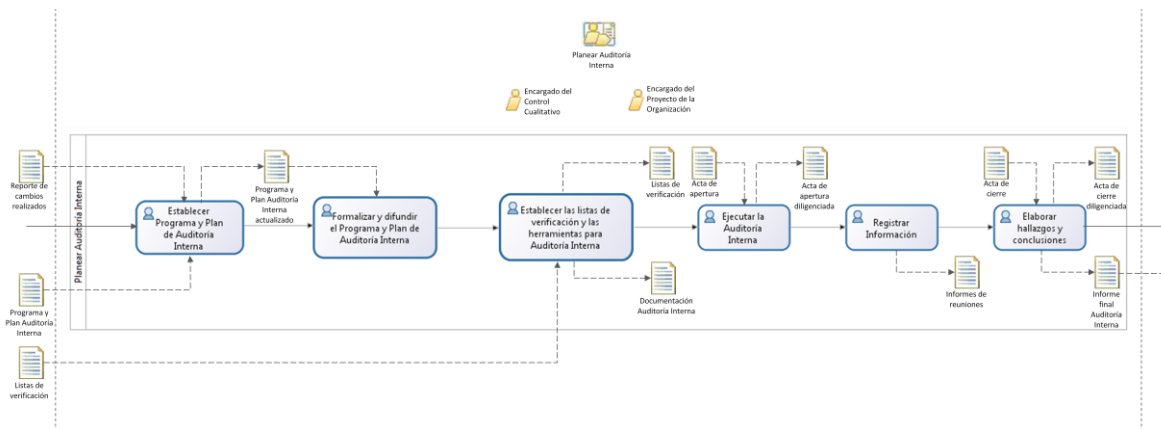 Planear Auditoría
Interna
Encargado del
Control
Cualitativo
Encargado del
Proyecto de la
Organización
Planear Auditoría Interna
Reporte de
cambios
realizados
Programa y
Plan Auditoría
Interna
Listas de
verificación
Establecer
Programa y Plan
de Auditoría
Interna
Programa y
Plan Auditoría
Interna
actualizado
Formalizar y difundir
el Programa y Plan de
Auditoría Interna
Establecer las listas de
verificación y las
herramientas para
Auditoría Interna
Listas de
verificación
Documentación
Auditoría Interna
Acta de
apertura
Ejecutar la
Auditoría
Interna
Acta de
apertura
diligenciada
Registrar
Información
Informes de
reuniones
Acta de
cierre
Elaborar
hallazgos y
conclusiones
Acta de
cierre
diligenciada
Informe
final
Auditoría
Interna